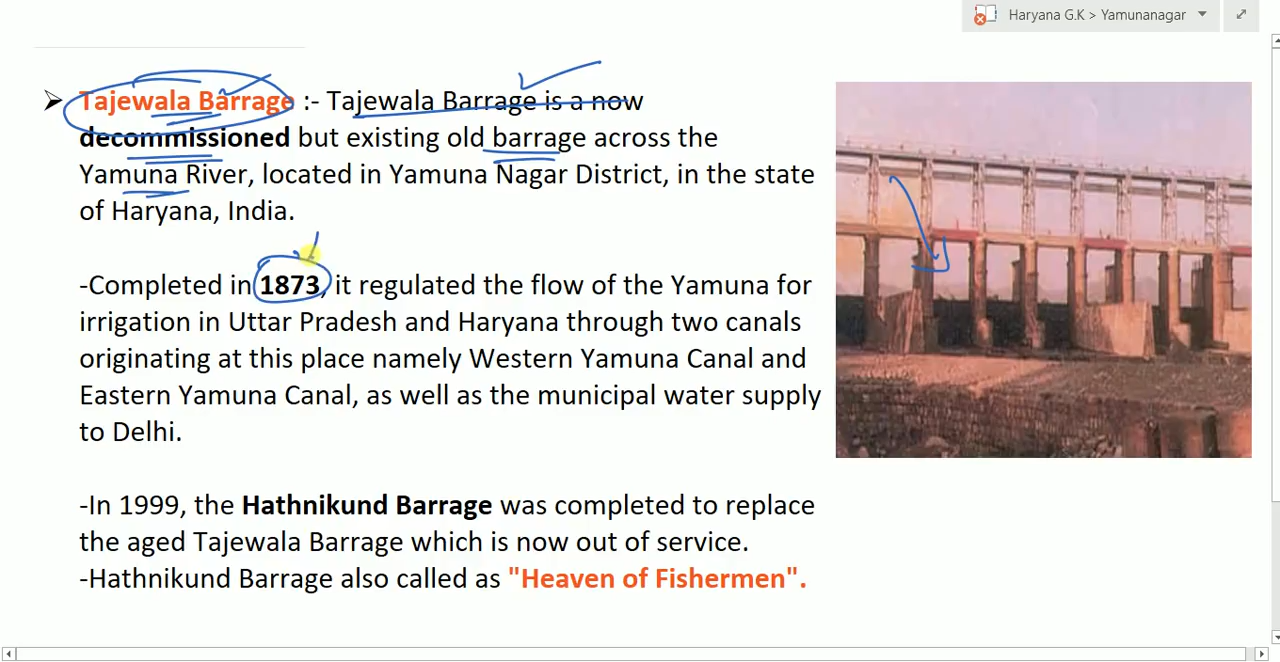 Haryana G.K > Yamunanagar
Tajewala Barrage :- Tajewala Barrage is a now
decommissioned but existing old barrage across the
Yamuna River, located in Yamuna Nagar District, in the state
of Haryana, India.
-Completed in 1873, it regulated the flow of the Yamuna for
irrigation in Uttar Pradesh and Haryana through two canals
originating at this place namely Western Yamuna Canal and
Eastern Yamuna Canal, as well as the municipal water supply
to Delhi.
-In 1999, the Hathnikund Barrage was completed to replace
the aged Tajewala Barrage which is now out of service.
-Hathnikund Barrage also called as "Heaven of Fishermen".